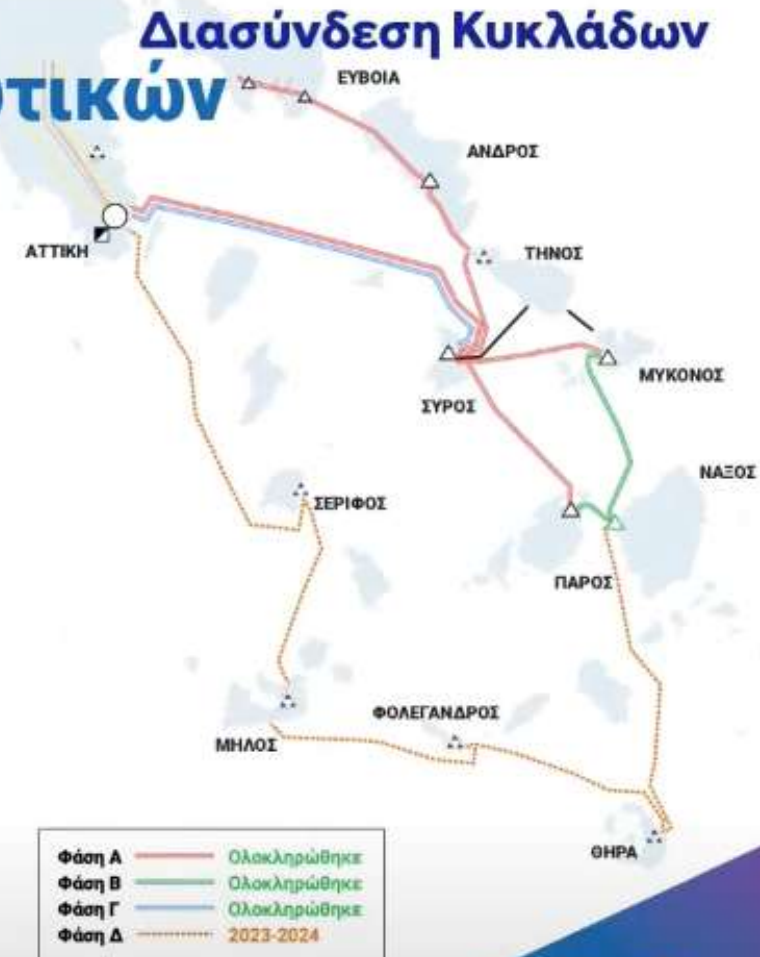 Διασύνδεση Κυκλάδων
ΕΥΒΟΙΑ
ΑΝΔΡΟΣ
ΑΤΤΙΚΗ
ΤΗΝΟΣ
ΜΥΚΟΝΟΣ
ΣΥΡΟΣ
ΝΑΞΟΣ
ΣΕΡΙΦΟΣ
ΠΑΡΟΣ
ΦΟΛΕΓΑΝΔΡΟΣ
ΜΗΛΟΣ
ΘΗΡΑ
Φάση Α Ολοκληρώθηκε
Φάση Β Ολοκληρώθηκε
Φάση Γ Ολοκληρώθηκε
Φάση Δ 2023-2024